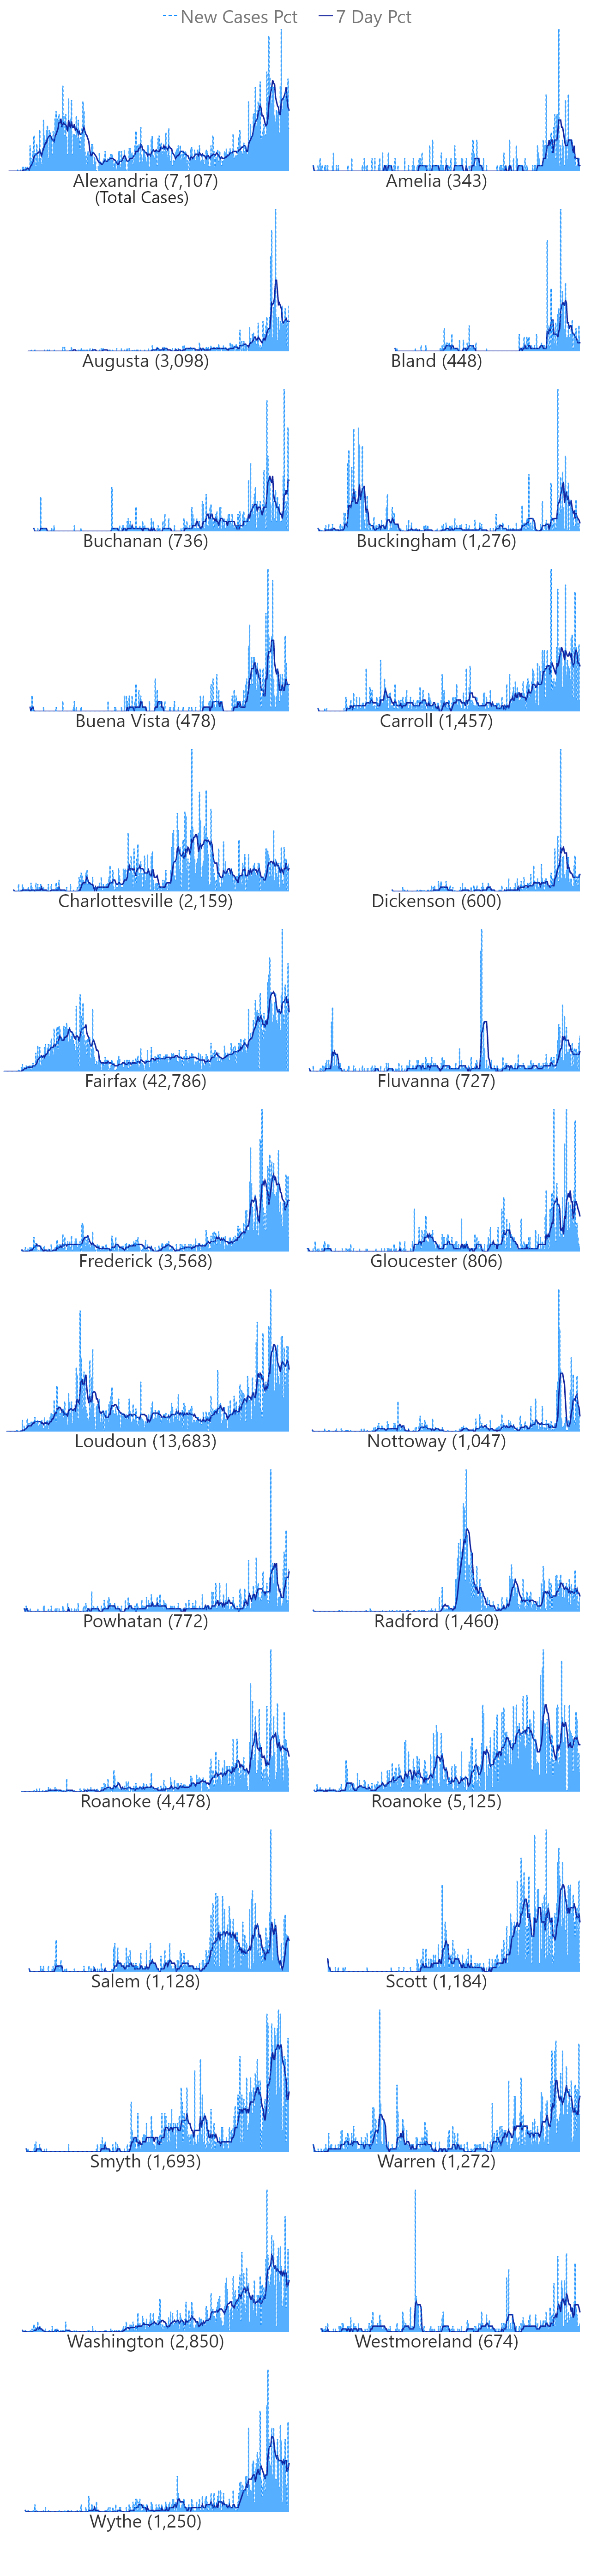 New Cases Pct 7 Day Pct
Alexandria (7,107)
(Total Cases)
Amelia (343)
Augusta (3,098)
Bland (448)
Buchanan (736)
Buckingham (1,276)
Buena Vista (478)
Carroll (1,457)
Charlottesville (2,159)
Dickenson (600)
Fairfax (42,786)
Fluvanna (727)
Frederick (3,568)
Gloucester (806)
Loudoun (13,683)
Nottoway (1,047)
Powhatan (772)
Radford (1,460)
Roanoke (4,478)
Roanoke (5,125)
Salem (1,128)
Scott (1,184)
Smyth (1,693)
Warren (1,272)
Washington (2,850)
Westmoreland (674)
Wythe (1,250)